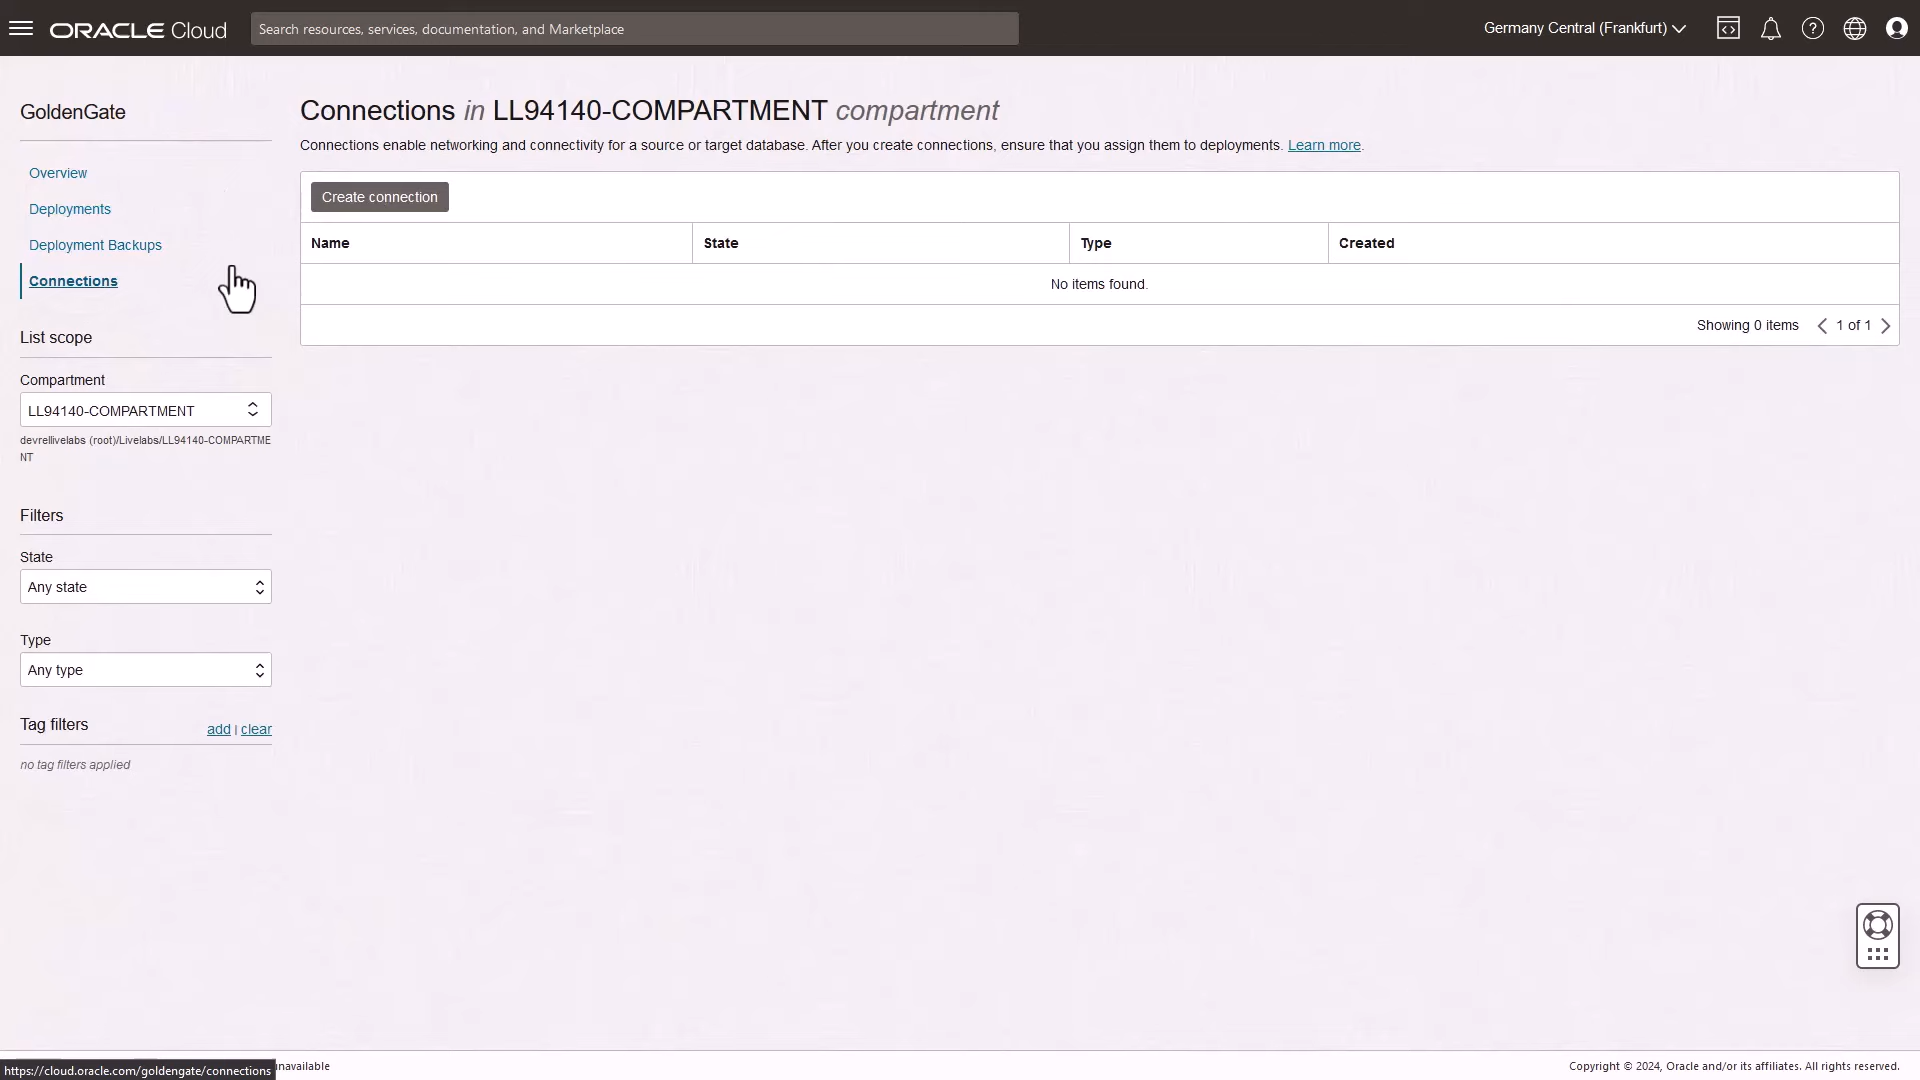 ORACLE Cloud
Search resources, services, documentation, and Marketplace
Germany Central (Frankfurt)
GoldenGate
Overview
Deployments
Deployment Backups
Connections
List scope
Compartment
LL94140-COMPARTMENT
devrellivelabs (root)/Livelabs/LL94140-COMPARTME
NT
Filters
State
Any state
Type
Any type
Tag filters
add | clear
no tag filters applied
Connections in LL94140-COMPARTMENT compartment
Connections enable networking and connectivity for a source or target database. After you create connections, ensure that you assign them to deployments. Learn more.
Create connection
Name State Type Created
No items found.
Showing 0 items 1 of 1
https://cloud.oracle.com/goldengate/connections
Copyright © 2024, Oracle and/or its affiliates. All rights reserved.